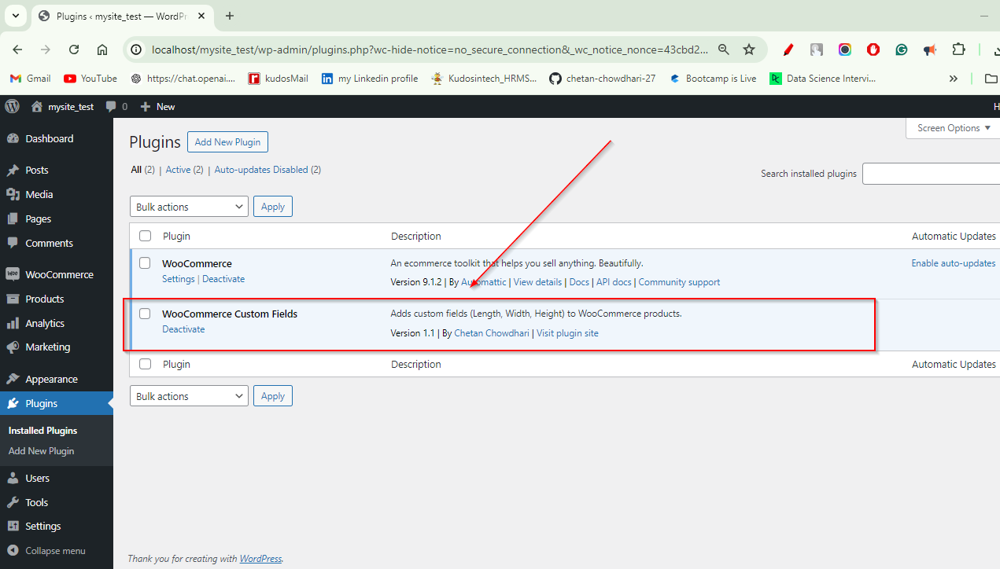 Plugins ‹ mysite_test — WordPr
localhost/mysite_test/wp-admin/plugins.php?wc-hide-notice=no_secure_connection&_wc_notice_nonce=43cbd2...
Gmail YouTube https://chat.openai.... kudosMail my Linkedin profile Kudosintech_HRMS... chetan-chowdhari-27 Bootcamp is Live Data Science Intervi...
mysite_test 0 New H
Screen Options
Dashboard
Posts
Media
Pages
Comments
WooCommerce
Products
Analytics
Marketing
Appearance
Plugins
Installed Plugins
Add New Plugin
Users
Tools
Settings
Collapse menu
Plugins Add New Plugin
All (2) | Active (2) | Auto-updates Disabled (2)
Search installed plugins
Bulk actions Apply
Plugin Description Automatic Updates
WooCommerce An ecommerce toolkit that helps you sell anything. Beautifully. Enable auto-updates
Settings | Deactivate Version 9.1.2 | By Automattic | View details | Docs | API docs | Community support
WooCommerce Custom Fields Adds custom fields (Length, Width, Height) to WooCommerce products.
Deactivate Version 1.1 | By Chetan Chowdhari | Visit plugin site
Plugin Description Automatic Updates
Bulk actions Apply
Thank you for creating with WordPress.